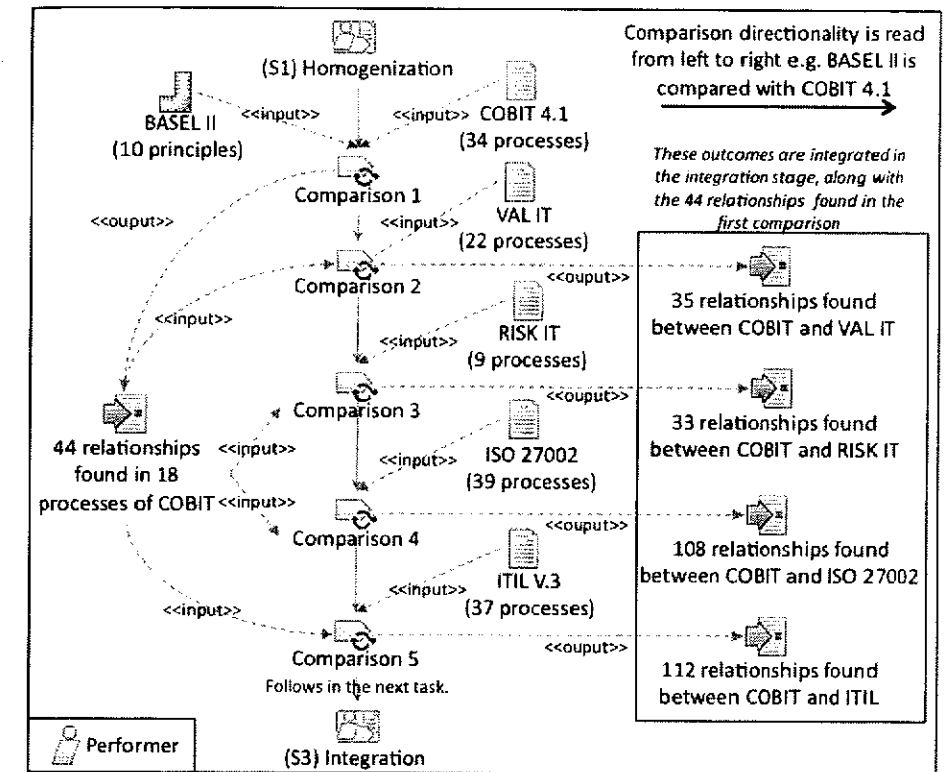 (S1) Homogenization
Comparison directionality is read
from left to right e.g. BASEL II is
compared with COBIT 4.1
BASEL II
(10 principles)
<<input>>
<<input>>
COBIT 4.1
(34 processes)
These outcomes are integrated in
the integration stage, along with
the 44 relationships found in the
first comparison
Comparison 1
<<ouput>>
<<input>>
VAL IT
(22 processes)
Comparison 2
<<ouput>>
35 relationships found
between COBIT and VAL IT
<<input>>
<<input>>
RISK IT
(9 processes)
Comparison 3
<<ouput>>
33 relationships found
between COBIT and RISK IT
44 relationships
found in 18
processes of COBIT
<<input>>
<<input>>
<<input>>
ISO 27002
(39 processes)
Comparison 4
<<ouput>>
108 relationships found
between COBIT and ISO 27002
<<input>>
<<input>>
ITIL V.3
(37 processes)
Comparison 5
<<ouput>>
112 relationships found
between COBIT and ITIL
Follows in the next task.
Performer
(S3) Integration